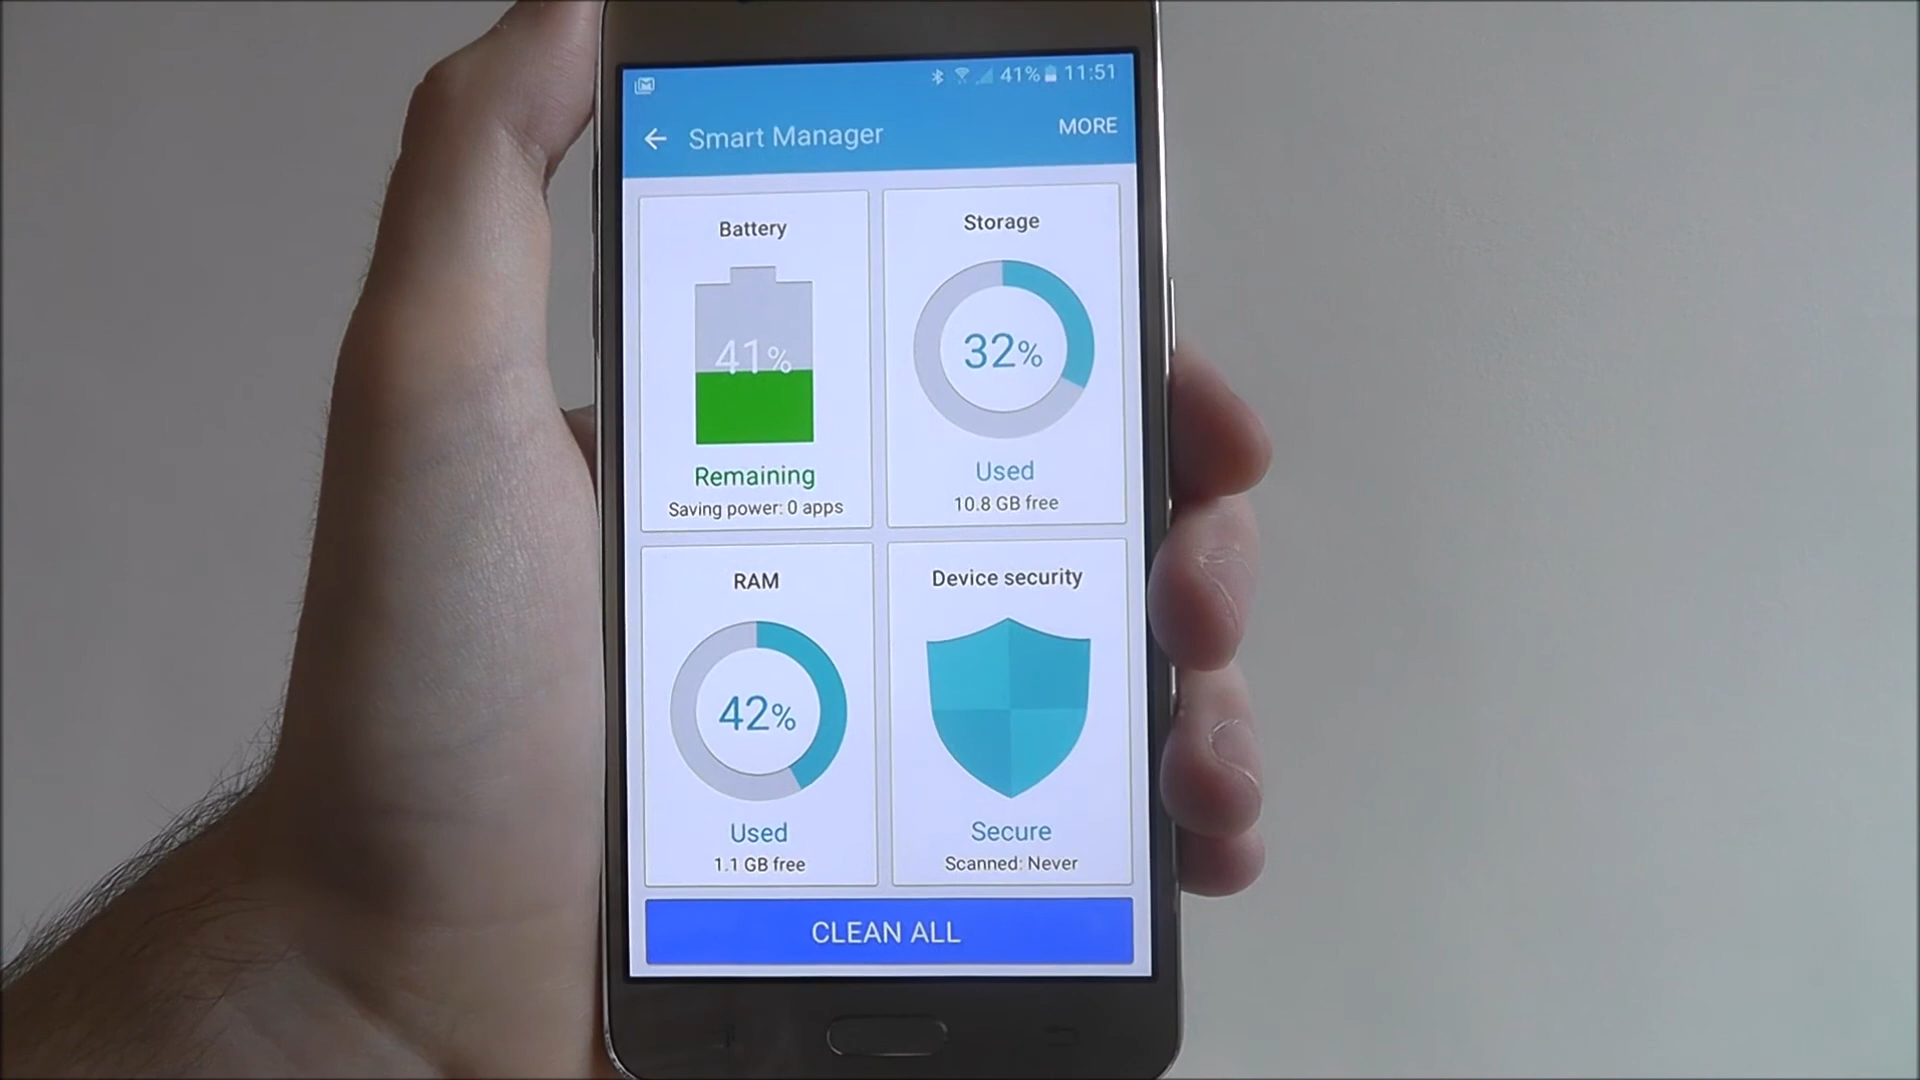 41% 11:51
Smart Manager
MORE
Battery
41%
Remaining
Saving power: 0 apps
Storage
32%
Used
10.8 GB free
RAM
42%
Used
1.1 GB free
Device security
Secure
Scanned: Never
CLEAN ALL